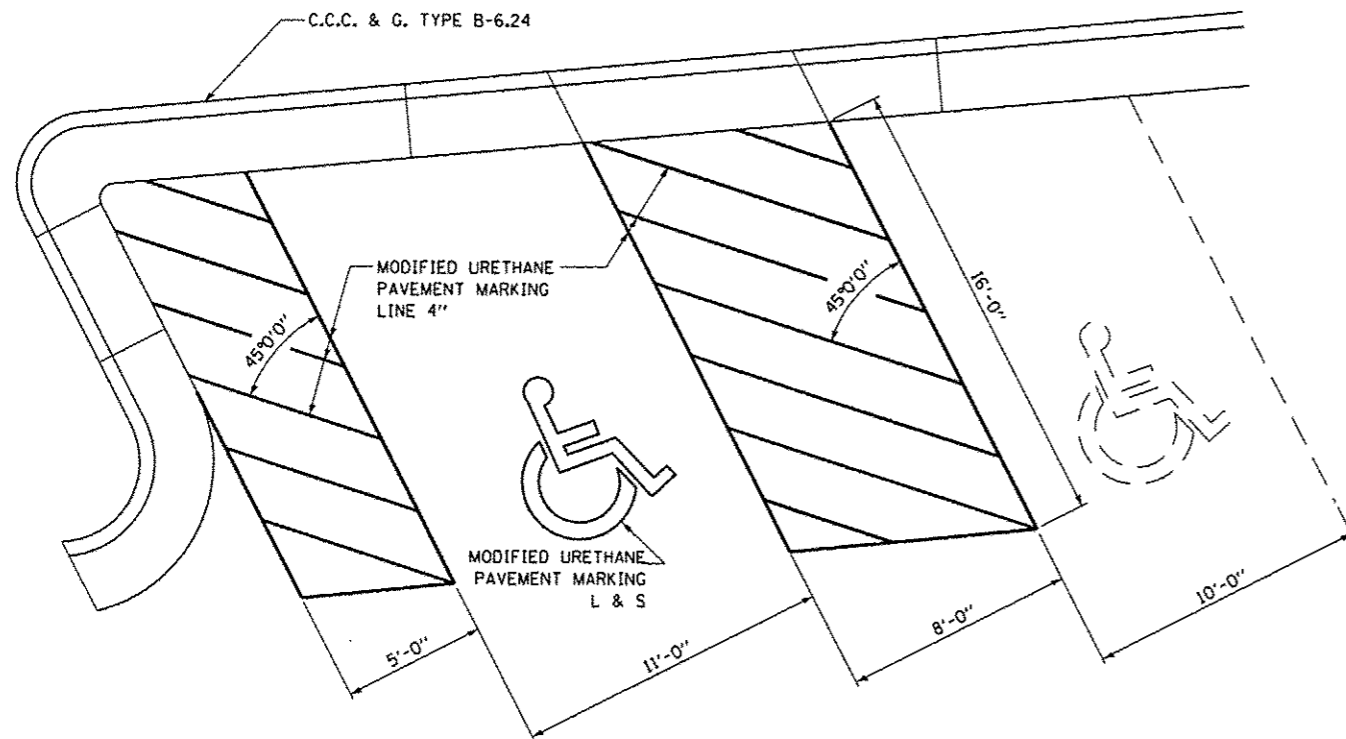 C.C.C. & G. TYPE B-6.24
MODIFIED URETHANE
PAVEMENT MARKING
LINE 4"
45°0'0"
45°0'0"
16'-0"
MODIFIED URETHANE
PAVEMENT MARKING
L & S
5'-0"
11'-0"
8'-0"
10'-0"